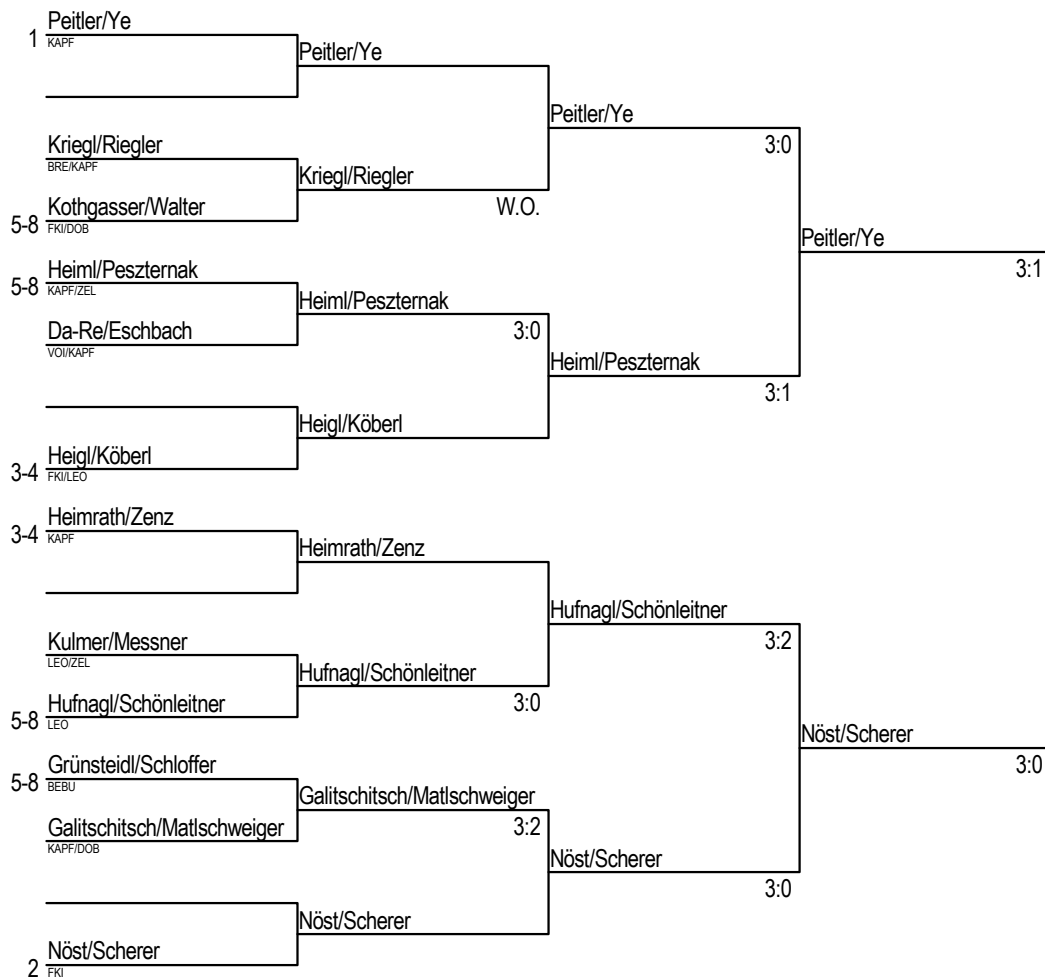 Peitler/Ye
1
KAPF
Peitler/Ye
Peitler/Ye
3:0
Kriegl/Riegler
BRE/KAPF
Kriegl/Riegler
W.O.
Kothgasser/Walter
5-8
FKI/DOB
Peitler/Ye
3:1
Heiml/Peszternak
5-8
KAPF/ZEL
Heiml/Peszternak
3:0
Da-Re/Eschbach
VOI/KAPF
Heiml/Peszternak
3:1
Heigl/Köberl
Heigl/Köberl
3-4
FKI/LEO
Heimrath/Zenz
3-4
KAPF
Heimrath/Zenz
Hufnagl/Schönleitner
3:2
Kulmer/Messner
LEO/ZEL
Hufnagl/Schönleitner
3:0
Hufnagl/Schönleitner
5-8
LEO
Nöst/Scherer
3:0
Grünsteidl/Schloffer
5-8
BEBU
Galitschitsch/Matlschweiger
3:2
Galitschitsch/Matlschweiger
KAPF/DOB
Nöst/Scherer
3:0
Nöst/Scherer
Nöst/Scherer
2
FKI